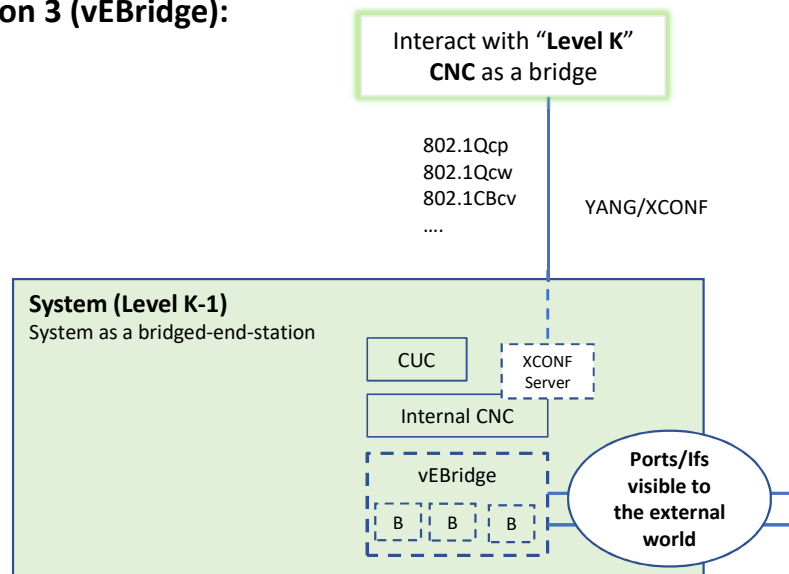 on 3 (vEBridge):
Interact with “Level K”
CNC as a bridge
802.1Qcp
802.1Qcw
802.1CBcv
....
YANG/XCONF
System (Level K-1)
System as a bridged-end-station
CUC
XCONF
Server
Internal CNC
vEBridge
B
B
B
Ports/Ifs
visible to
the external
world